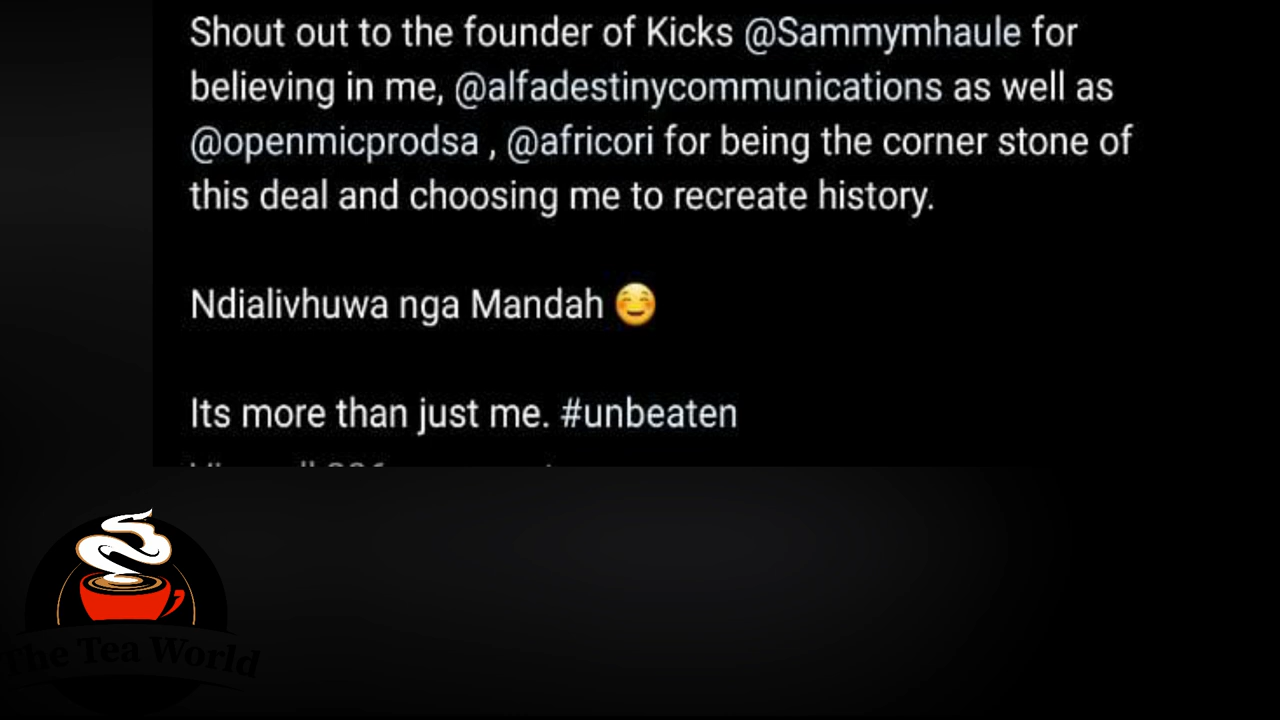 Shout out to the founder of Kicks @Sammymhaule for
believing in me, @alfadestinycommunications as well as
@openmicprodsa , @africori for being the corner stone of
this deal and choosing me to recreate history.
Ndialivhuwa nga Mandah 😊
Its more than just me. #unbeaten
The Tea World